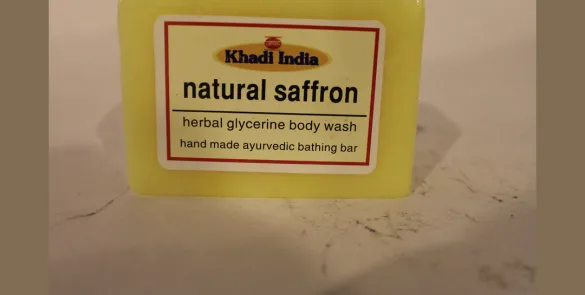 Khadi India
natural saffron
herbal glycerine body wash
hand made ayurvedic bathing bar